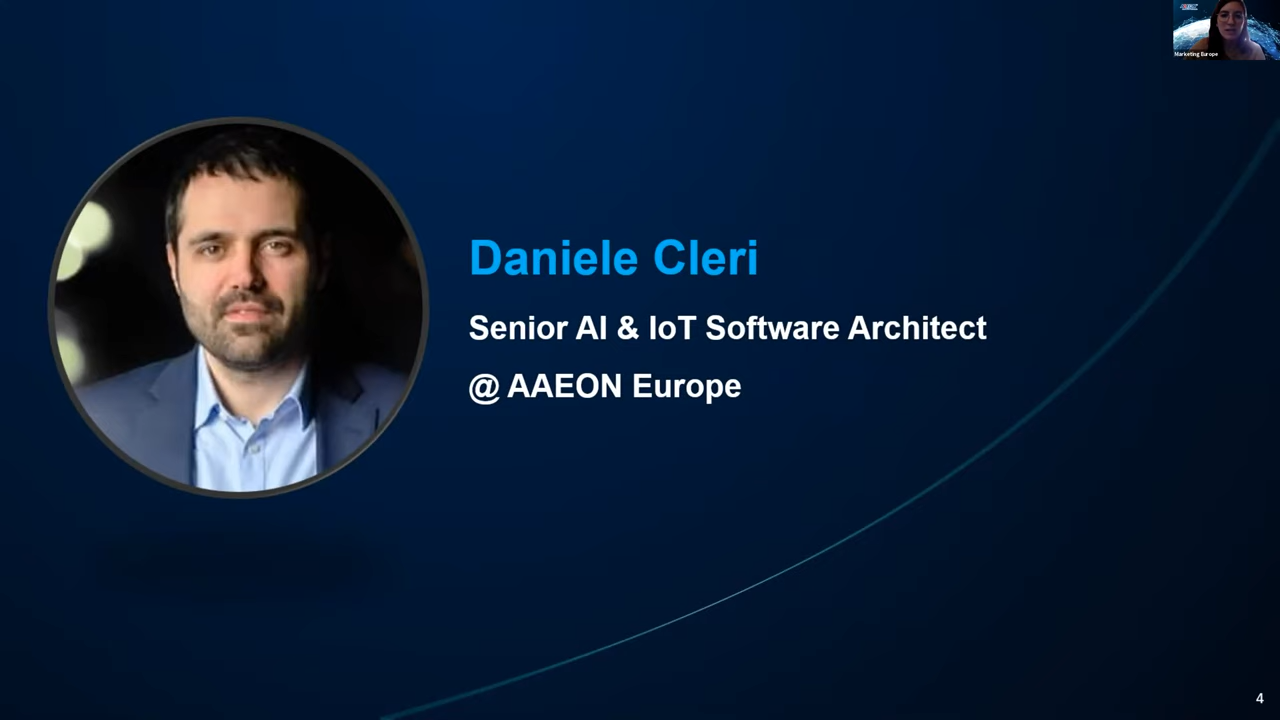 Marketing Europe
Daniele Cleri
Senior AI & IoT Software Architect
@ AAEON Europe
4